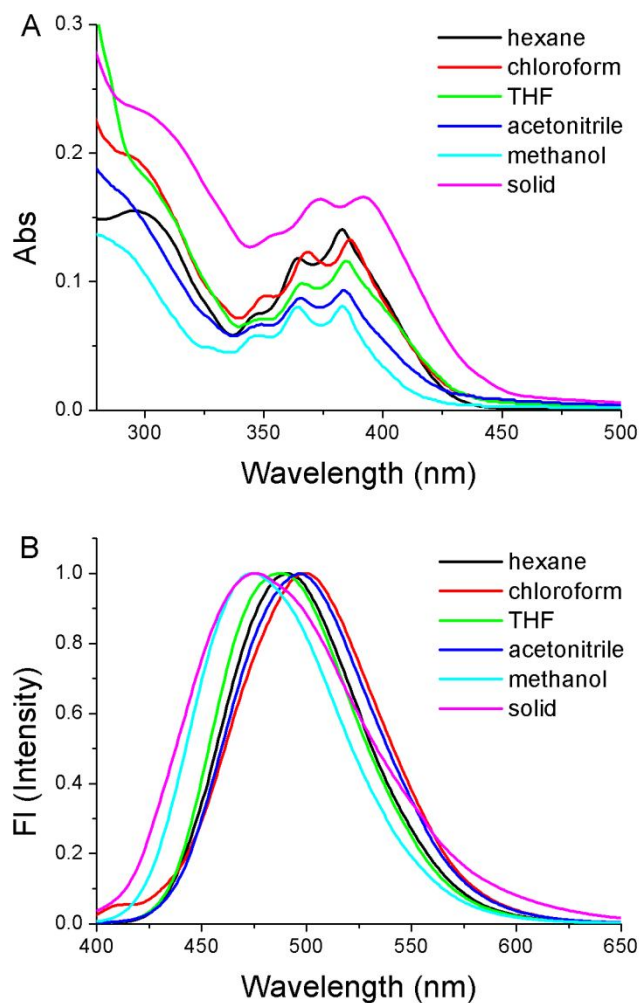 A
0.3
0.2
0.1
0.0
Abs
hexane
chloroform
THF
acetonitrile
methanol
solid
300 350 400 450 500
Wavelength (nm)
B
1.0
0.8
0.6
0.4
0.2
0.0
FI (Intensity)
hexane
chloroform
THF
acetonitrile
methanol
solid
400 450 500 550 600 650
Wavelength (nm)